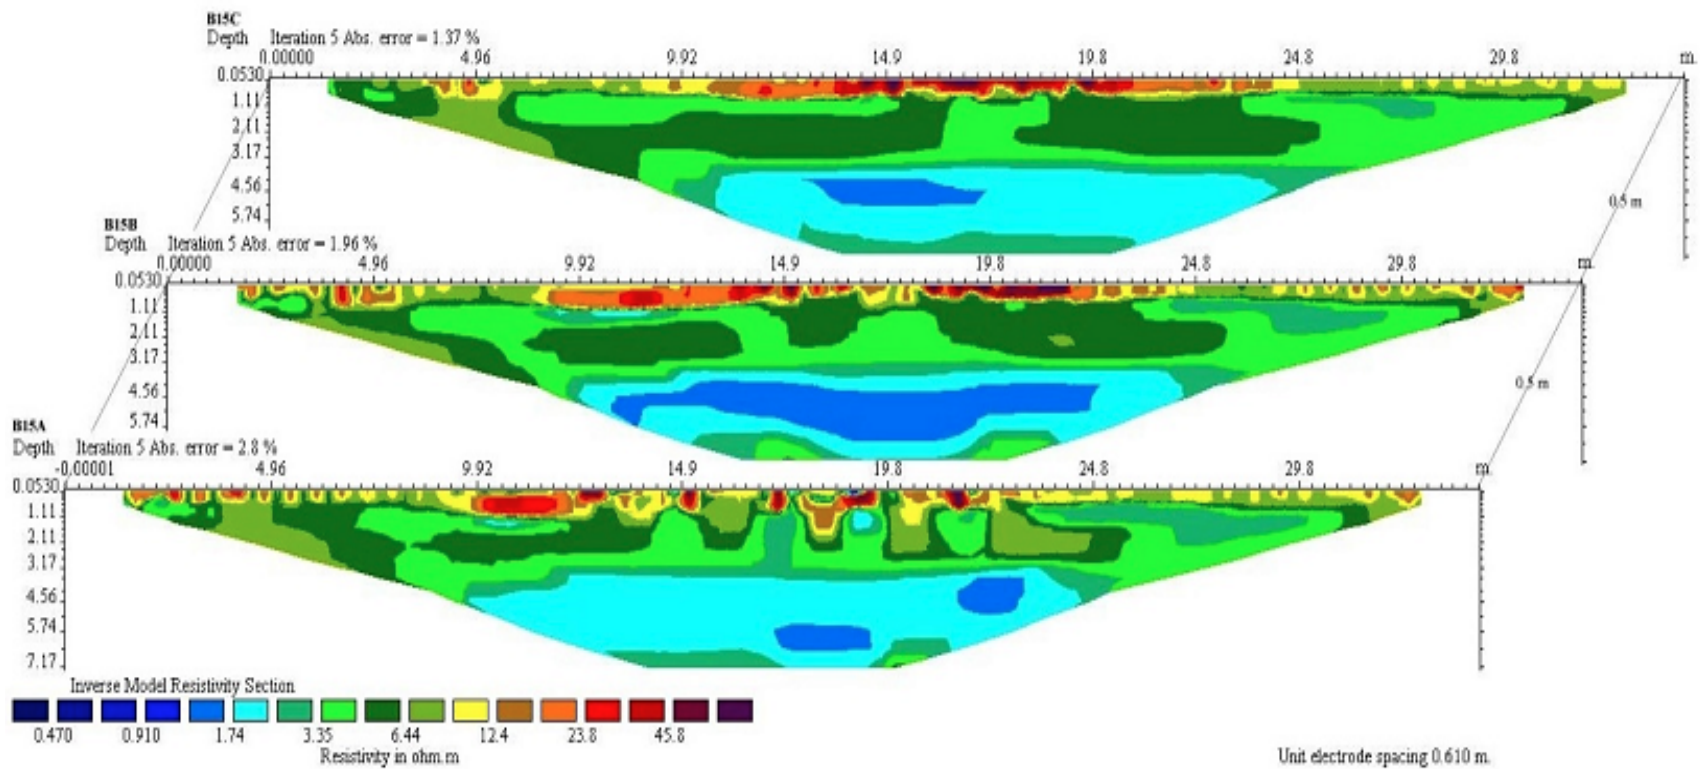 B15C
Depth Iteration 5 Abs. error = 1.37 %
0.00000 4.96 9.92 14.9 19.8 24.8 29.8 m.
0.0530
1.11
2.11
3.17
4.56
5.74
0.5 m
B15B
Depth Iteration 5 Abs. error = 1.96 %
0.00000 4.96 9.92 14.9 19.8 24.8 29.8 m.
0.0530
1.11
2.11
3.17
4.56
5.74
0.5 m
B15A
Depth Iteration 5 Abs. error = 2.8 %
-0.00001 4.96 9.92 14.9 19.8 24.8 29.8 m.
0.0530
1.11
2.11
3.17
4.56
5.74
7.17
Inverse Model Resistivity Section
0.470 0.910 1.74 3.35 6.44 12.4 23.8 45.8
Resistivity in ohm.m
Unit electrode spacing 0.610 m.